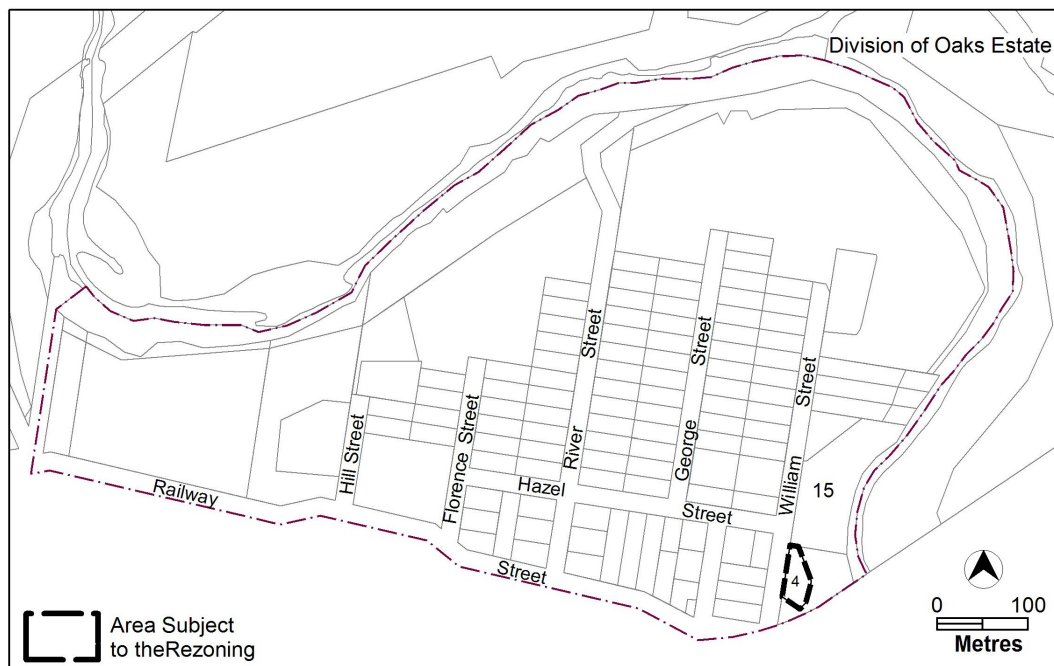 Division of Oaks Estate
Street
Street
Street
Hill Street
Florence Street
River
George
William
15
Railway
Hazel
Street
Street
4
0 100
Metres
Area Subject
to theRezoning